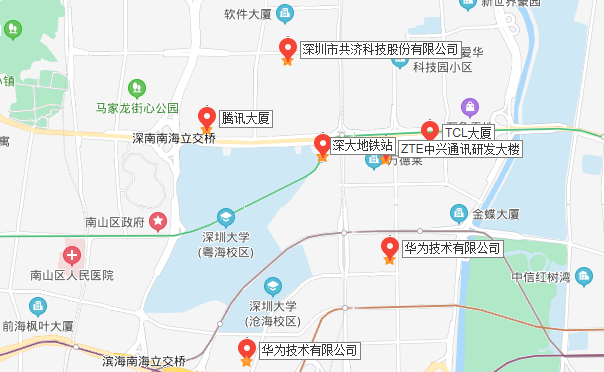 新世界豪园
软件大厦
深圳市共济科技股份有限公司
爱华
科技园小区
小镇
马家龙街心公园
腾讯大厦
TCL大厦
深南南海立交桥
深大地铁站
ZTE中兴通讯研发大楼
寓
万德莱
南山区政府
深圳大学
(粤海校区)
金蝶大厦
华为技术有限公司
南山区人民医院
中信红树湾
深圳大学
(沧海校区)
前海枫叶大厦
华为技术有限公司
滨海南海立交桥